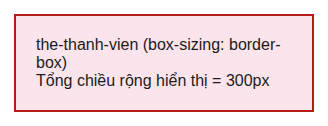 the-thanh-vien (box-sizing: border-
box)
Tổng chiều rộng hiển thị = 300px